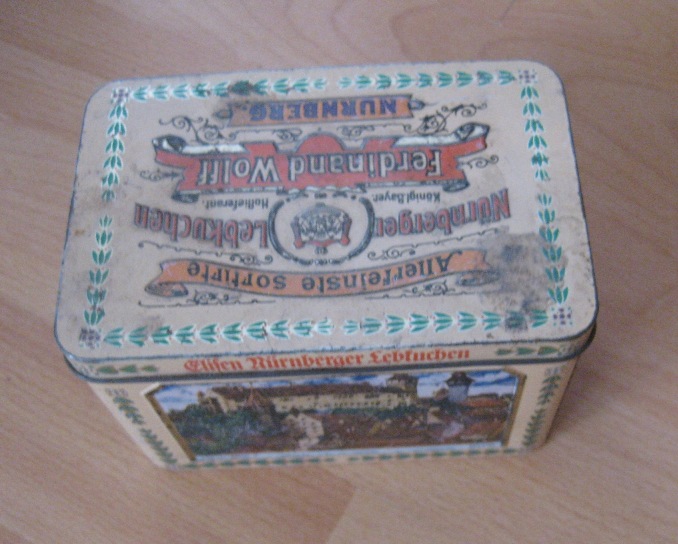 Allerfeinste sortirte
Nürnberger Lebkuchen
Königl.Bayer. Hoflieferant.
Ferdinand Wolff
NÜRNBERG
Elisen Nürnberger Lebkuchen